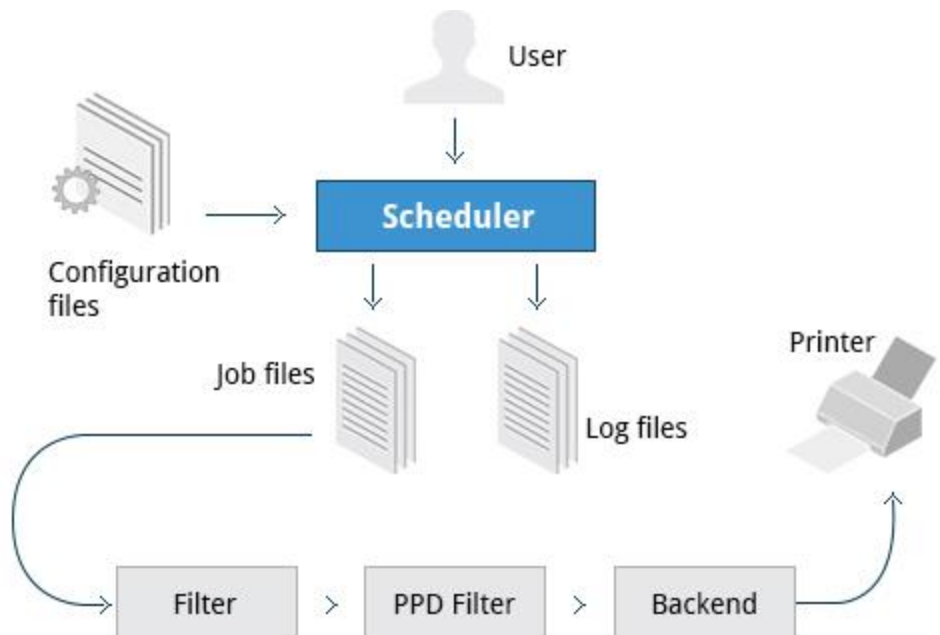 User
Scheduler
Configuration
files
Job files
Log files
Printer
Filter
PPD Filter
Backend